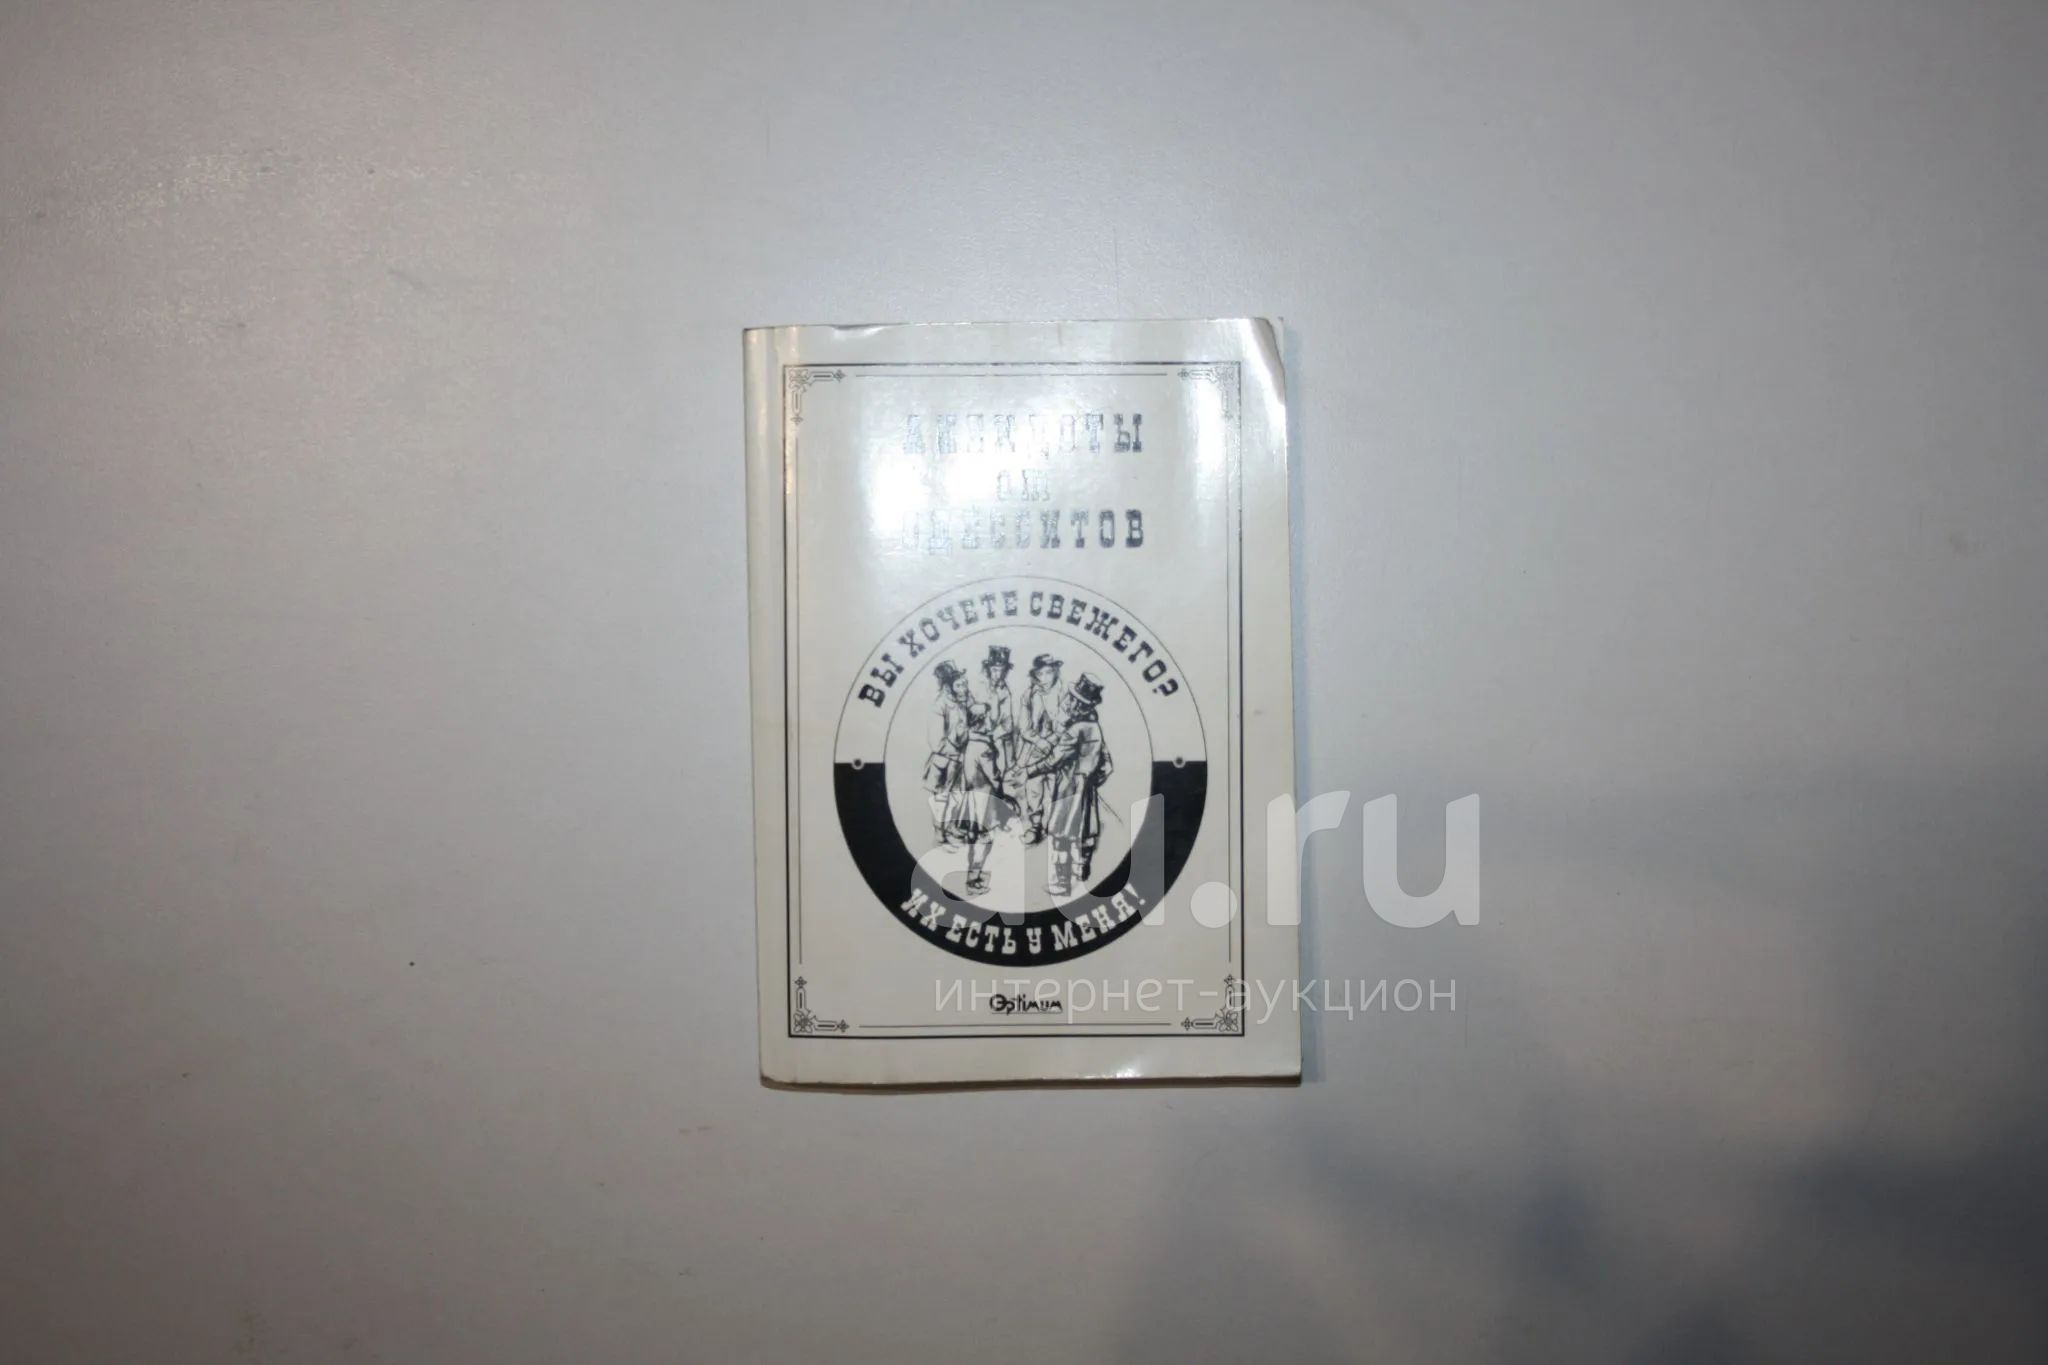 АНЕКДОТЫ
от
ОДЕССИТОВ
ВЫ ХОЧЕТЕ СВЕЖЕГО?
ИХ ЕСТЬ У МЕНЯ!
Optimum
au.ru
интернет-аукцион